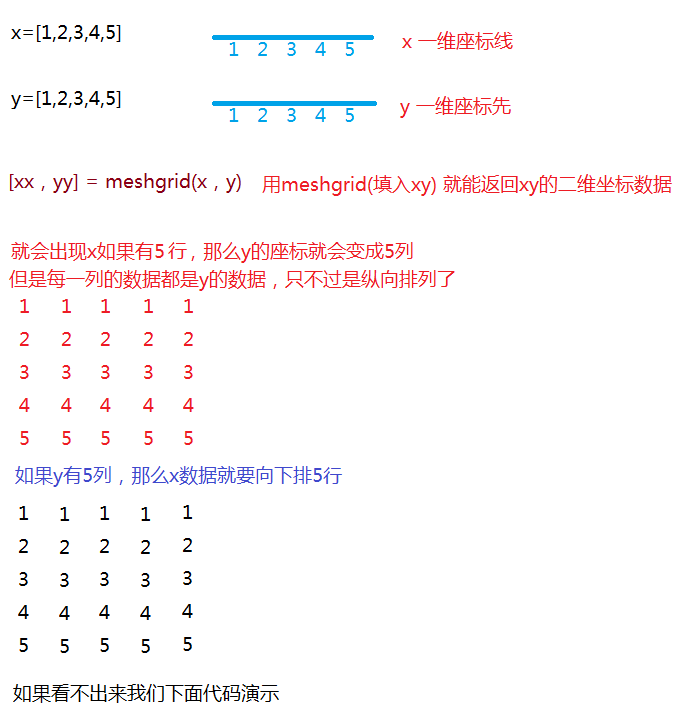 x=[1,2,3,4,5]
1 2 3 4 5
x 一维座标线
y=[1,2,3,4,5]
1 2 3 4 5
y 一维座标先
[xx，yy] = meshgrid(x，y) 用meshgrid(填入xy) 就能返回xy的二维坐标数据
就会出现x如果有5 行，那么y的座标就会变成5列
但是每一列的数据都是y的数据，只不过是纵向排列了
1 1 1 1 1
2 2 2 2 2
3 3 3 3 3
4 4 4 4 4
5 5 5 5 5
如果y有5列，那么x数据就要向下排5行
1 1 1 1 1
2 2 2 2 2
3 3 3 3 3
4 4 4 4 4
5 5 5 5 5
如果看不出来我们下面代码演示